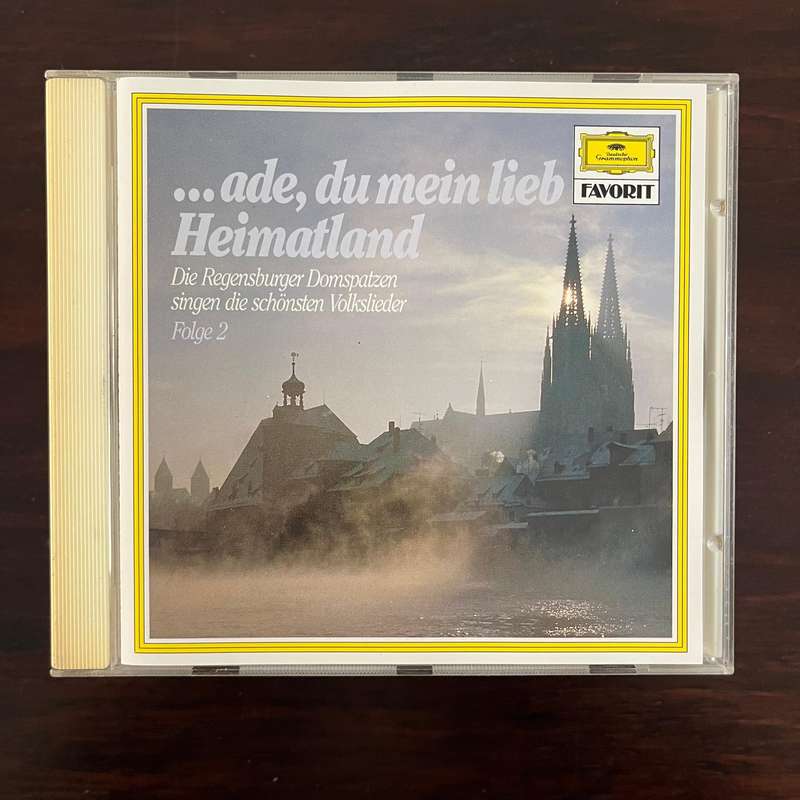 Deutsche
Grammophon
FAVORIT
...ade, du mein lieb
Heimatland
Die Regensburger Domspatzen
singen die schönsten Volkslieder
Folge 2